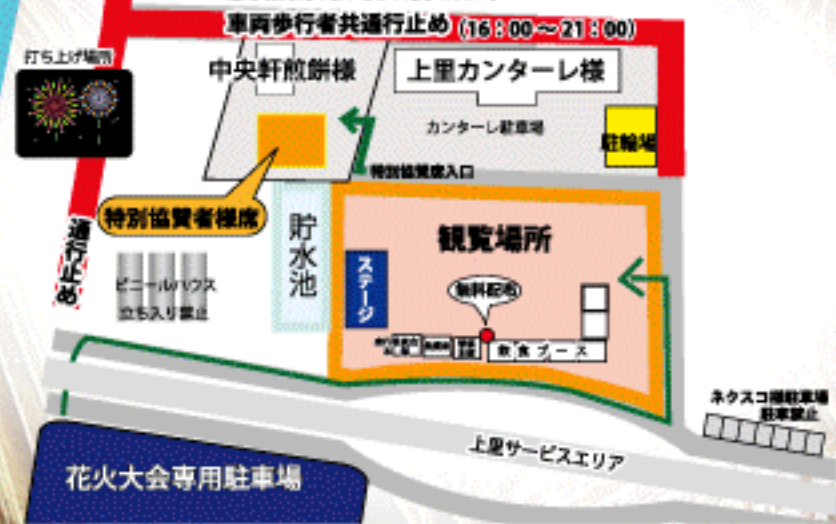 車両歩行者共通行止め (16:00~21:00)
打ち上げ場所
中央軒煎餅様
上里カンターレ様
カンターレ駐車場
駐輪場
特別協賛席入口
特別協賛者様席
通行止め
貯水池
観覧場所
ステージ
無料配布
ビニールハウス
立ち入り禁止
飲食ブース
ネクスコ様駐車場
駐車禁止
上里サービスエリア
花火大会専用駐車場